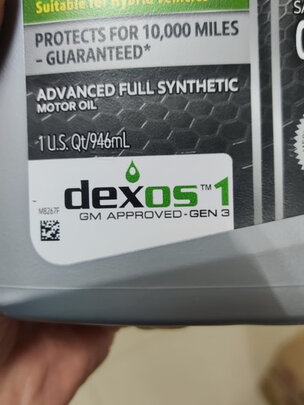 Suitable for Hybrid Vehicles
PROTECTS FOR 10,000 MILES
– GUARANTEED*
ADVANCED FULL SYNTHETIC
MOTOR OIL
1 U.S. Qt/946mL
dexos™1
GM APPROVED-GEN 3
MB267F